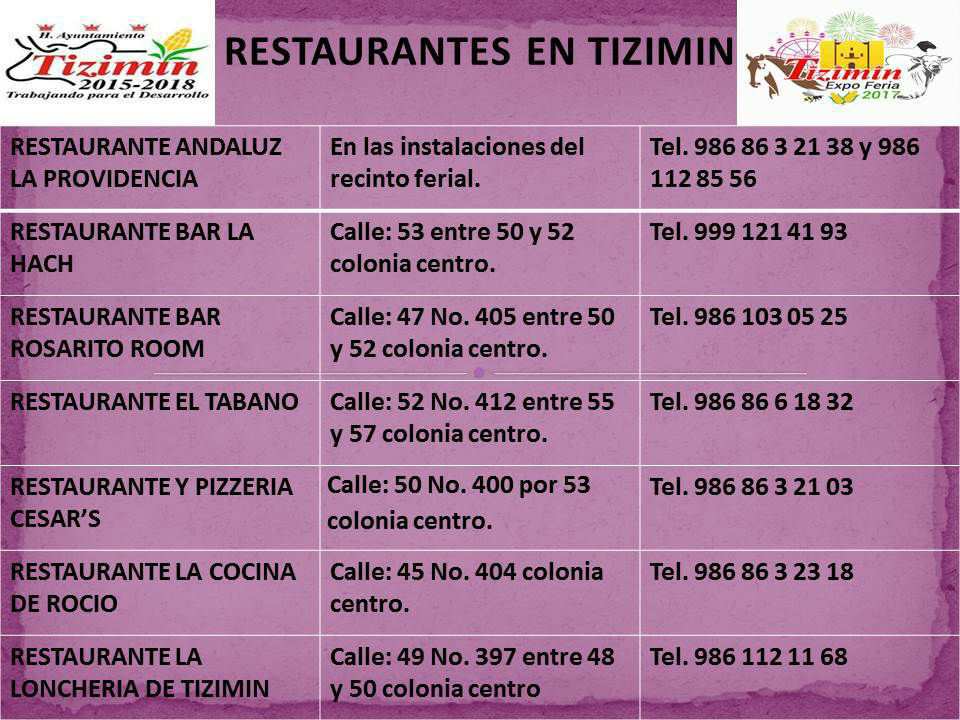 H. Ayuntamiento
Tizimin
2015-2018
Trabajando para el Desarrollo
RESTAURANTES EN TIZIMIN
Tizimin
Expo Feria
2017
RESTAURANTE ANDALUZ
LA PROVIDENCIA
En las instalaciones del
recinto ferial.
Tel. 986 86 3 21 38 y 986
112 85 56
RESTAURANTE BAR LA
HACH
Calle: 53 entre 50 y 52
colonia centro.
Tel. 999 121 41 93
RESTAURANTE BAR
ROSARITO ROOM
Calle: 47 No. 405 entre 50
y 52 colonia centro.
Tel. 986 103 05 25
RESTAURANTE EL TABANO
Calle: 52 No. 412 entre 55
y 57 colonia centro.
Tel. 986 86 6 18 32
RESTAURANTE Y PIZZERIA
CESAR’S
Calle: 50 No. 400 por 53
colonia centro.
Tel. 986 86 3 21 03
RESTAURANTE LA COCINA
DE ROCIO
Calle: 45 No. 404 colonia
centro.
Tel. 986 86 3 23 18
RESTAURANTE LA
LONCHERIA DE TIZIMIN
Calle: 49 No. 397 entre 48
y 50 colonia centro
Tel. 986 112 11 68